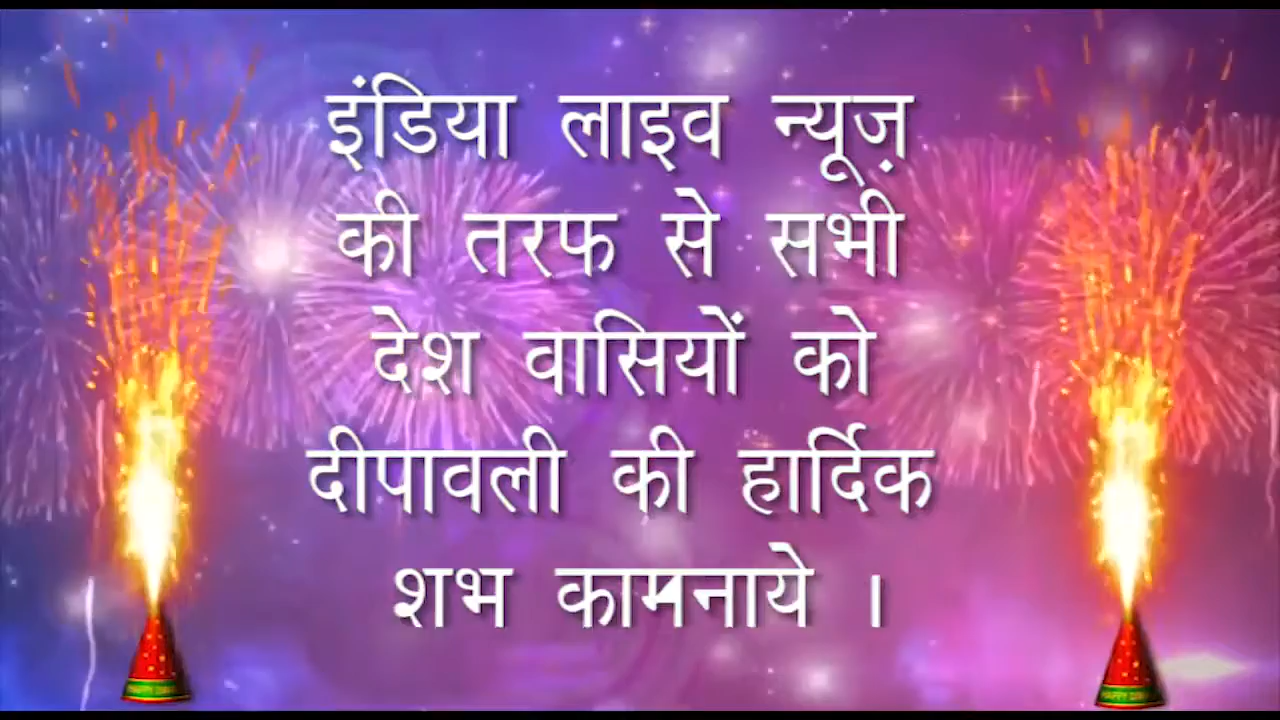 इंडिया लाइव न्यूज़
की तरफ से सभी
देश वासियों को
दीपावली की हार्दिक
शभ कामनाये ।